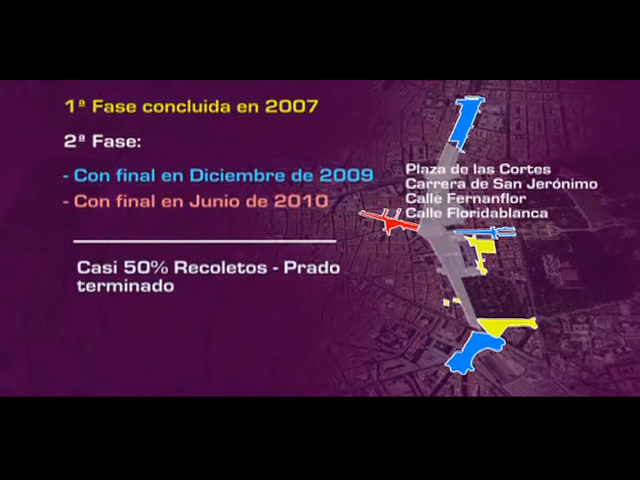 1ª Fase concluida en 2007
2ª Fase:
- Con final en Diciembre de 2009
- Con final en Junio de 2010
Casi 50% Recoletos - Prado
terminado
Plaza de las Cortes
Carrera de San Jerónimo
Calle Fernanflor
Calle Floridablanca